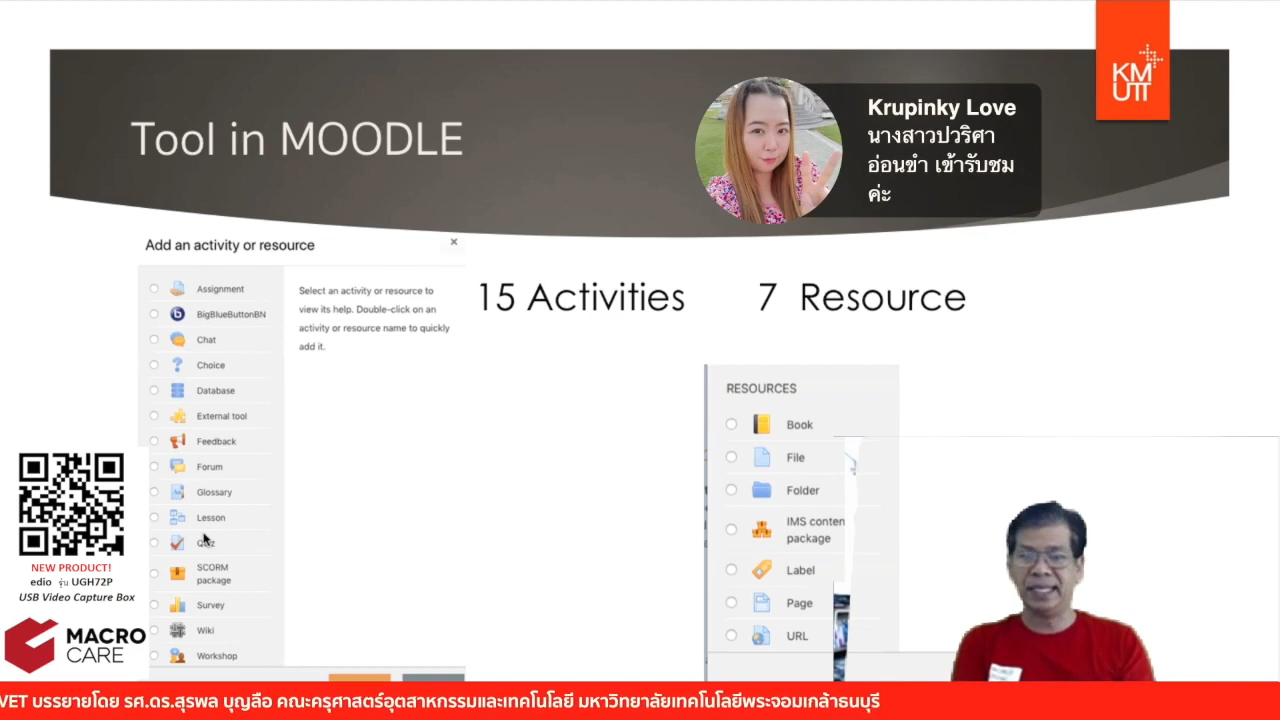 KM
UTT
Tool in MOODLE
Krupinky Love
นางสาวปวริศา
อ่อนขำ เข้ารับชม
ค่ะ
Add an activity or resource
×
Assignment
BigBlueButtonBN
Chat
Choice
Database
External tool
Feedback
Forum
Glossary
Lesson
Quiz
SCORM
package
Survey
Wiki
Workshop
Select an activity or resource to
view its help. Double-click on an
activity or resource name to quickly
add it.
15 Activities
7 Resource
RESOURCES
Book
File
Folder
IMS conten
package
Label
Page
URL
NEW PRODUCT!
edio รุ่น UGH72P
USB Video Capture Box
MACRO
CARE
VET บรรยายโดย รศ.ดร.สุรพล บุญลือ คณะครุศาสตร์อุตสาหกรรมและเทคโนโลยี มหาวิทยาลัยเทคโนโลยีพระจอมเกล้าธนบุรี